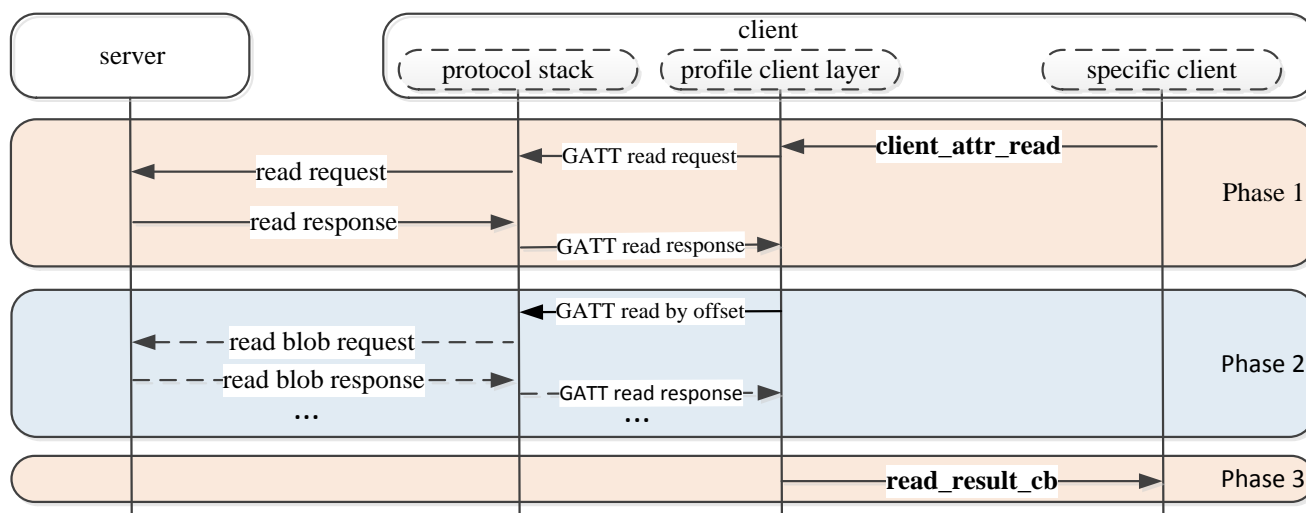 server
client
protocol stack
profile client layer
specific client
client_attr_read
GATT read request
read request
Phase 1
read response
GATT read response
GATT read by offset
read blob request
Phase 2
read blob response
GATT read response
...
...
read_result_cb
Phase 3